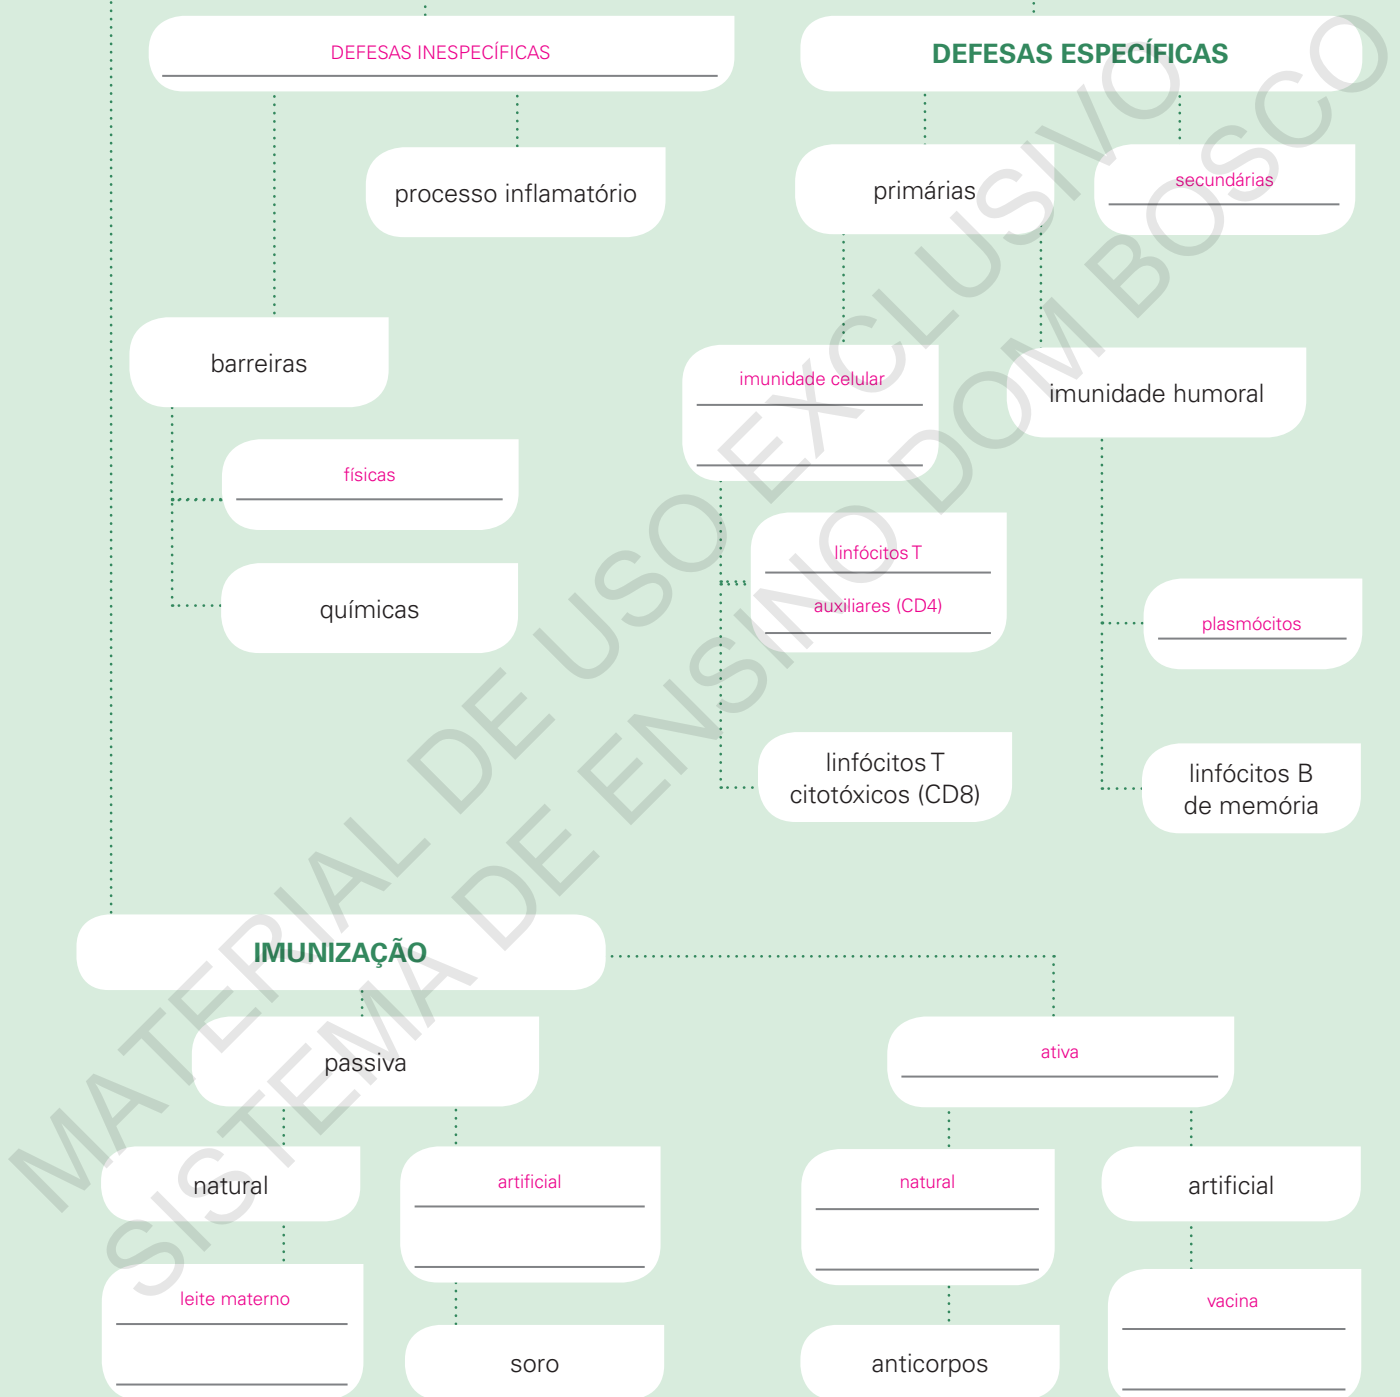 DEFESAS INESPECÍFICAS
DEFESAS ESPECÍFICAS
processo inflamatório
primárias
secundárias
barreiras
imunidade celular
imunidade humoral
físicas
químicas
linfócitos T
auxiliares (CD4)
plasmócitos
linfócitos T
citotóxicos (CD8)
linfócitos B
de memória
IMUNIZAÇÃO
passiva
ativa
natural
artificial
natural
artificial
leite materno
soro
anticorpos
vacina
MATERIAL DE USO EXCLUSIVO
SISTEMA DE ENSINO DOM BOSCO